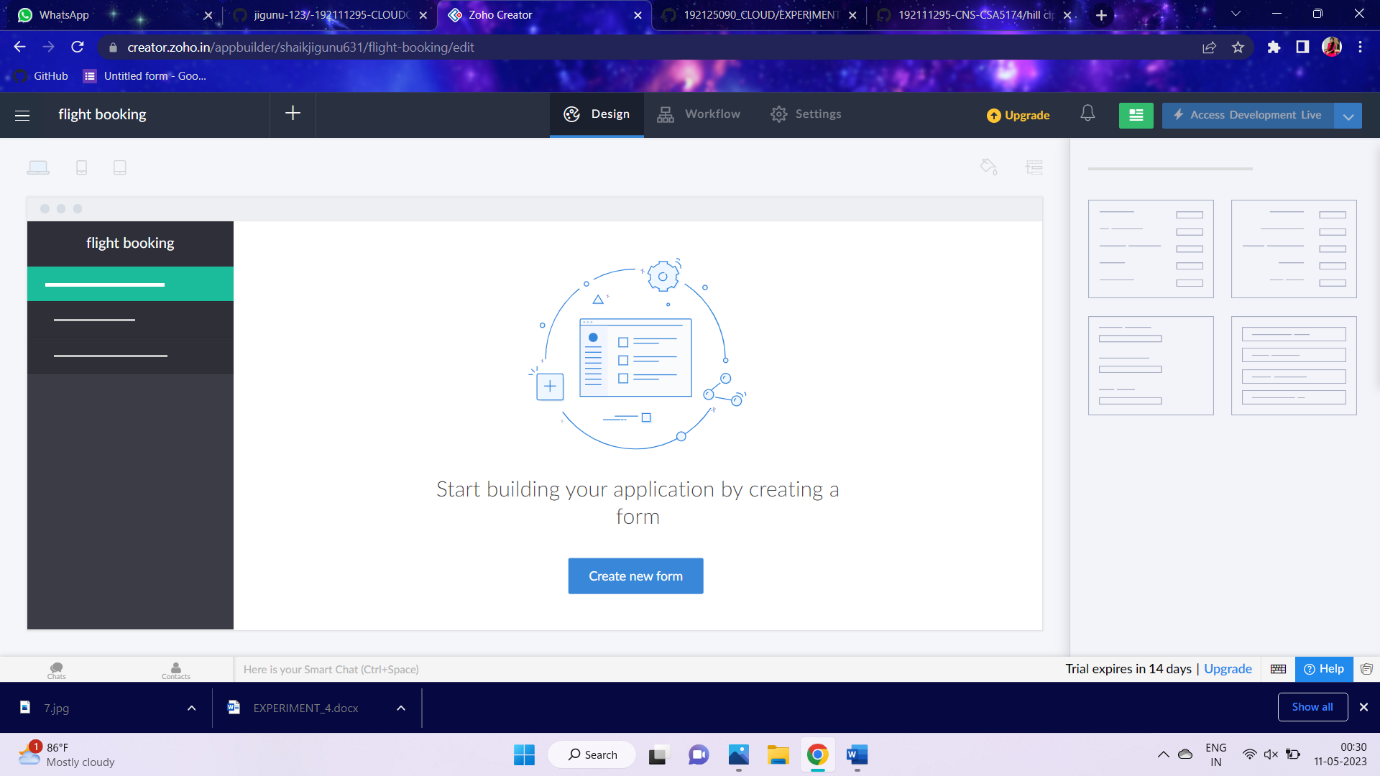 WhatsApp
jigunu-123/-192111295-CLOUDC
Zoho Creator
192125090_CLOUD/EXPERIMENT
192111295-CNS-CSA5174/hill cip
creator.zoho.in/appbuilder/shaikjigunu631/flight-booking/edit
GitHub
Untitled form - Goo...
flight booking
Design
Workflow
Settings
Upgrade
Access Development Live
flight booking
Start building your application by creating a
form
Create new form
Chats
Contacts
Here is your Smart Chat (Ctrl+Space)
Trial expires in 14 days | Upgrade
Help
7.jpg
EXPERIMENT_4.docx
Show all
1
86°F
Mostly cloudy
Search
ENG
IN
00:30
11-05-2023